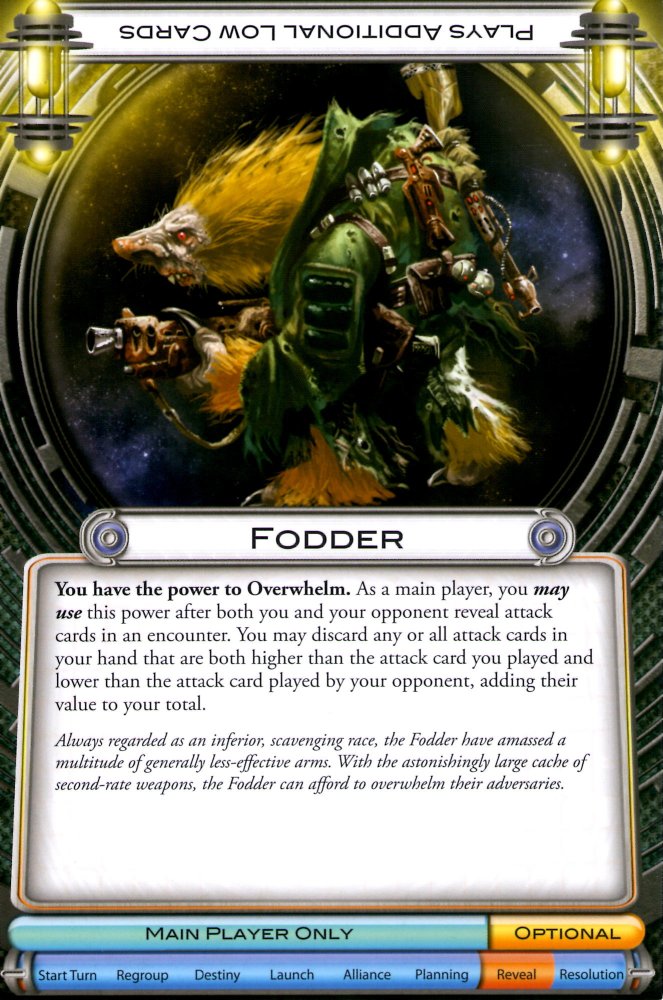 Plays Additional Low Cards
Fodder
You have the power to Overwhelm. As a main player, you may
use this power after both you and your opponent reveal attack
cards in an encounter. You may discard any or all attack cards in
your hand that are both higher than the attack card you played and
lower than the attack card played by your opponent, adding their
value to your total.
Always regarded as an inferior, scavenging race, the Fodder have amassed a
multitude of generally less-effective arms. With the astonishingly large cache of
second-rate weapons, the Fodder can afford to overwhelm their adversaries.
Main Player Only Optional
Start Turn Regroup Destiny Launch Alliance Planning Reveal Resolution